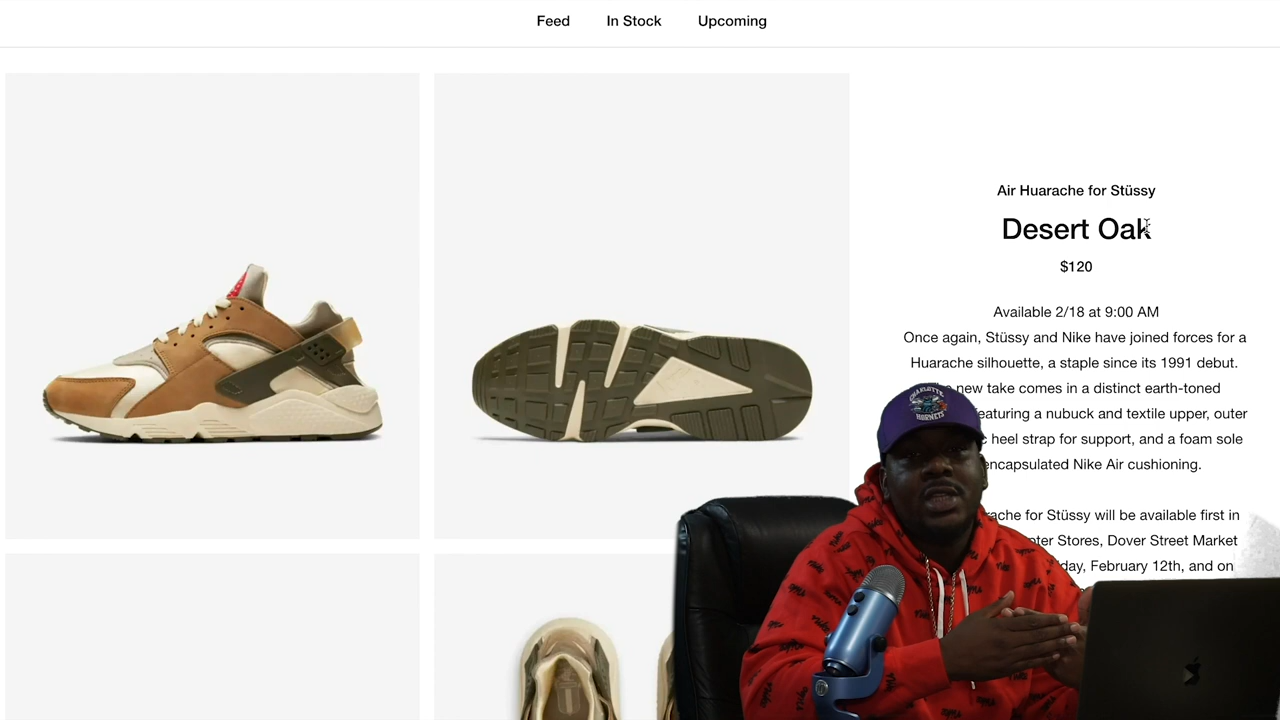 Feed In Stock Upcoming
Air Huarache for Stüssy
Desert Oak
$120
Available 2/18 at 9:00 AM
Once again, Stüssy and Nike have joined forces for a
Huarache silhouette, a staple since its 1991 debut.
new take comes in a distinct earth-toned
featuring a nubuck and textile upper, outer
heel strap for support, and a foam sole
encapsulated Nike Air cushioning.
for Stüssy will be available first in
Stores, Dover Street Market
February 12th, and on
CHARLOTTE
HORNETS